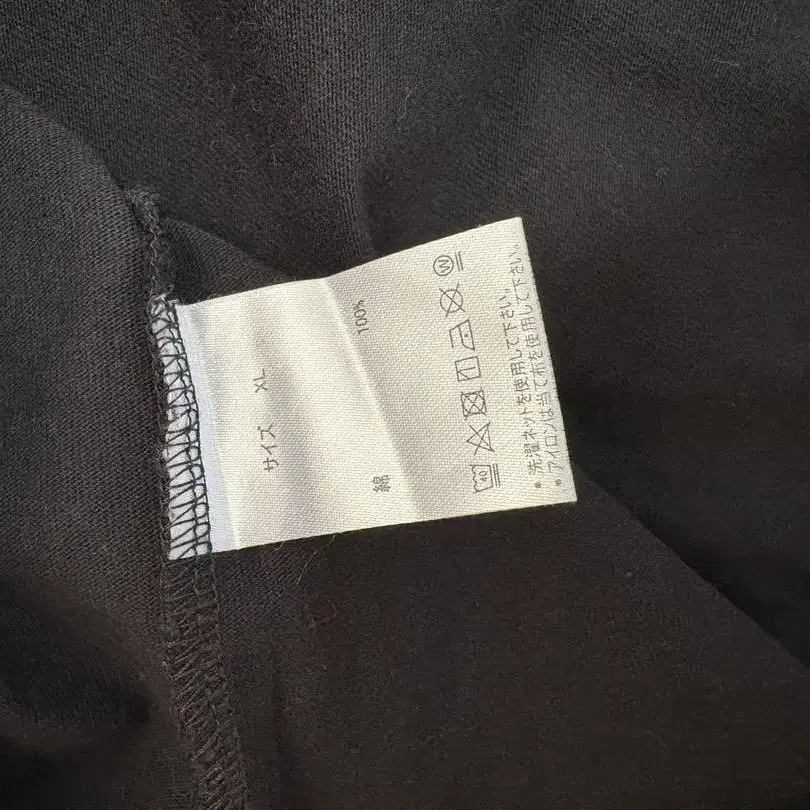 サイズ XL
綿 100%
40 W
・洗濯ネットを使用して下さい。
・アイロンは当て布を使用して下さい。